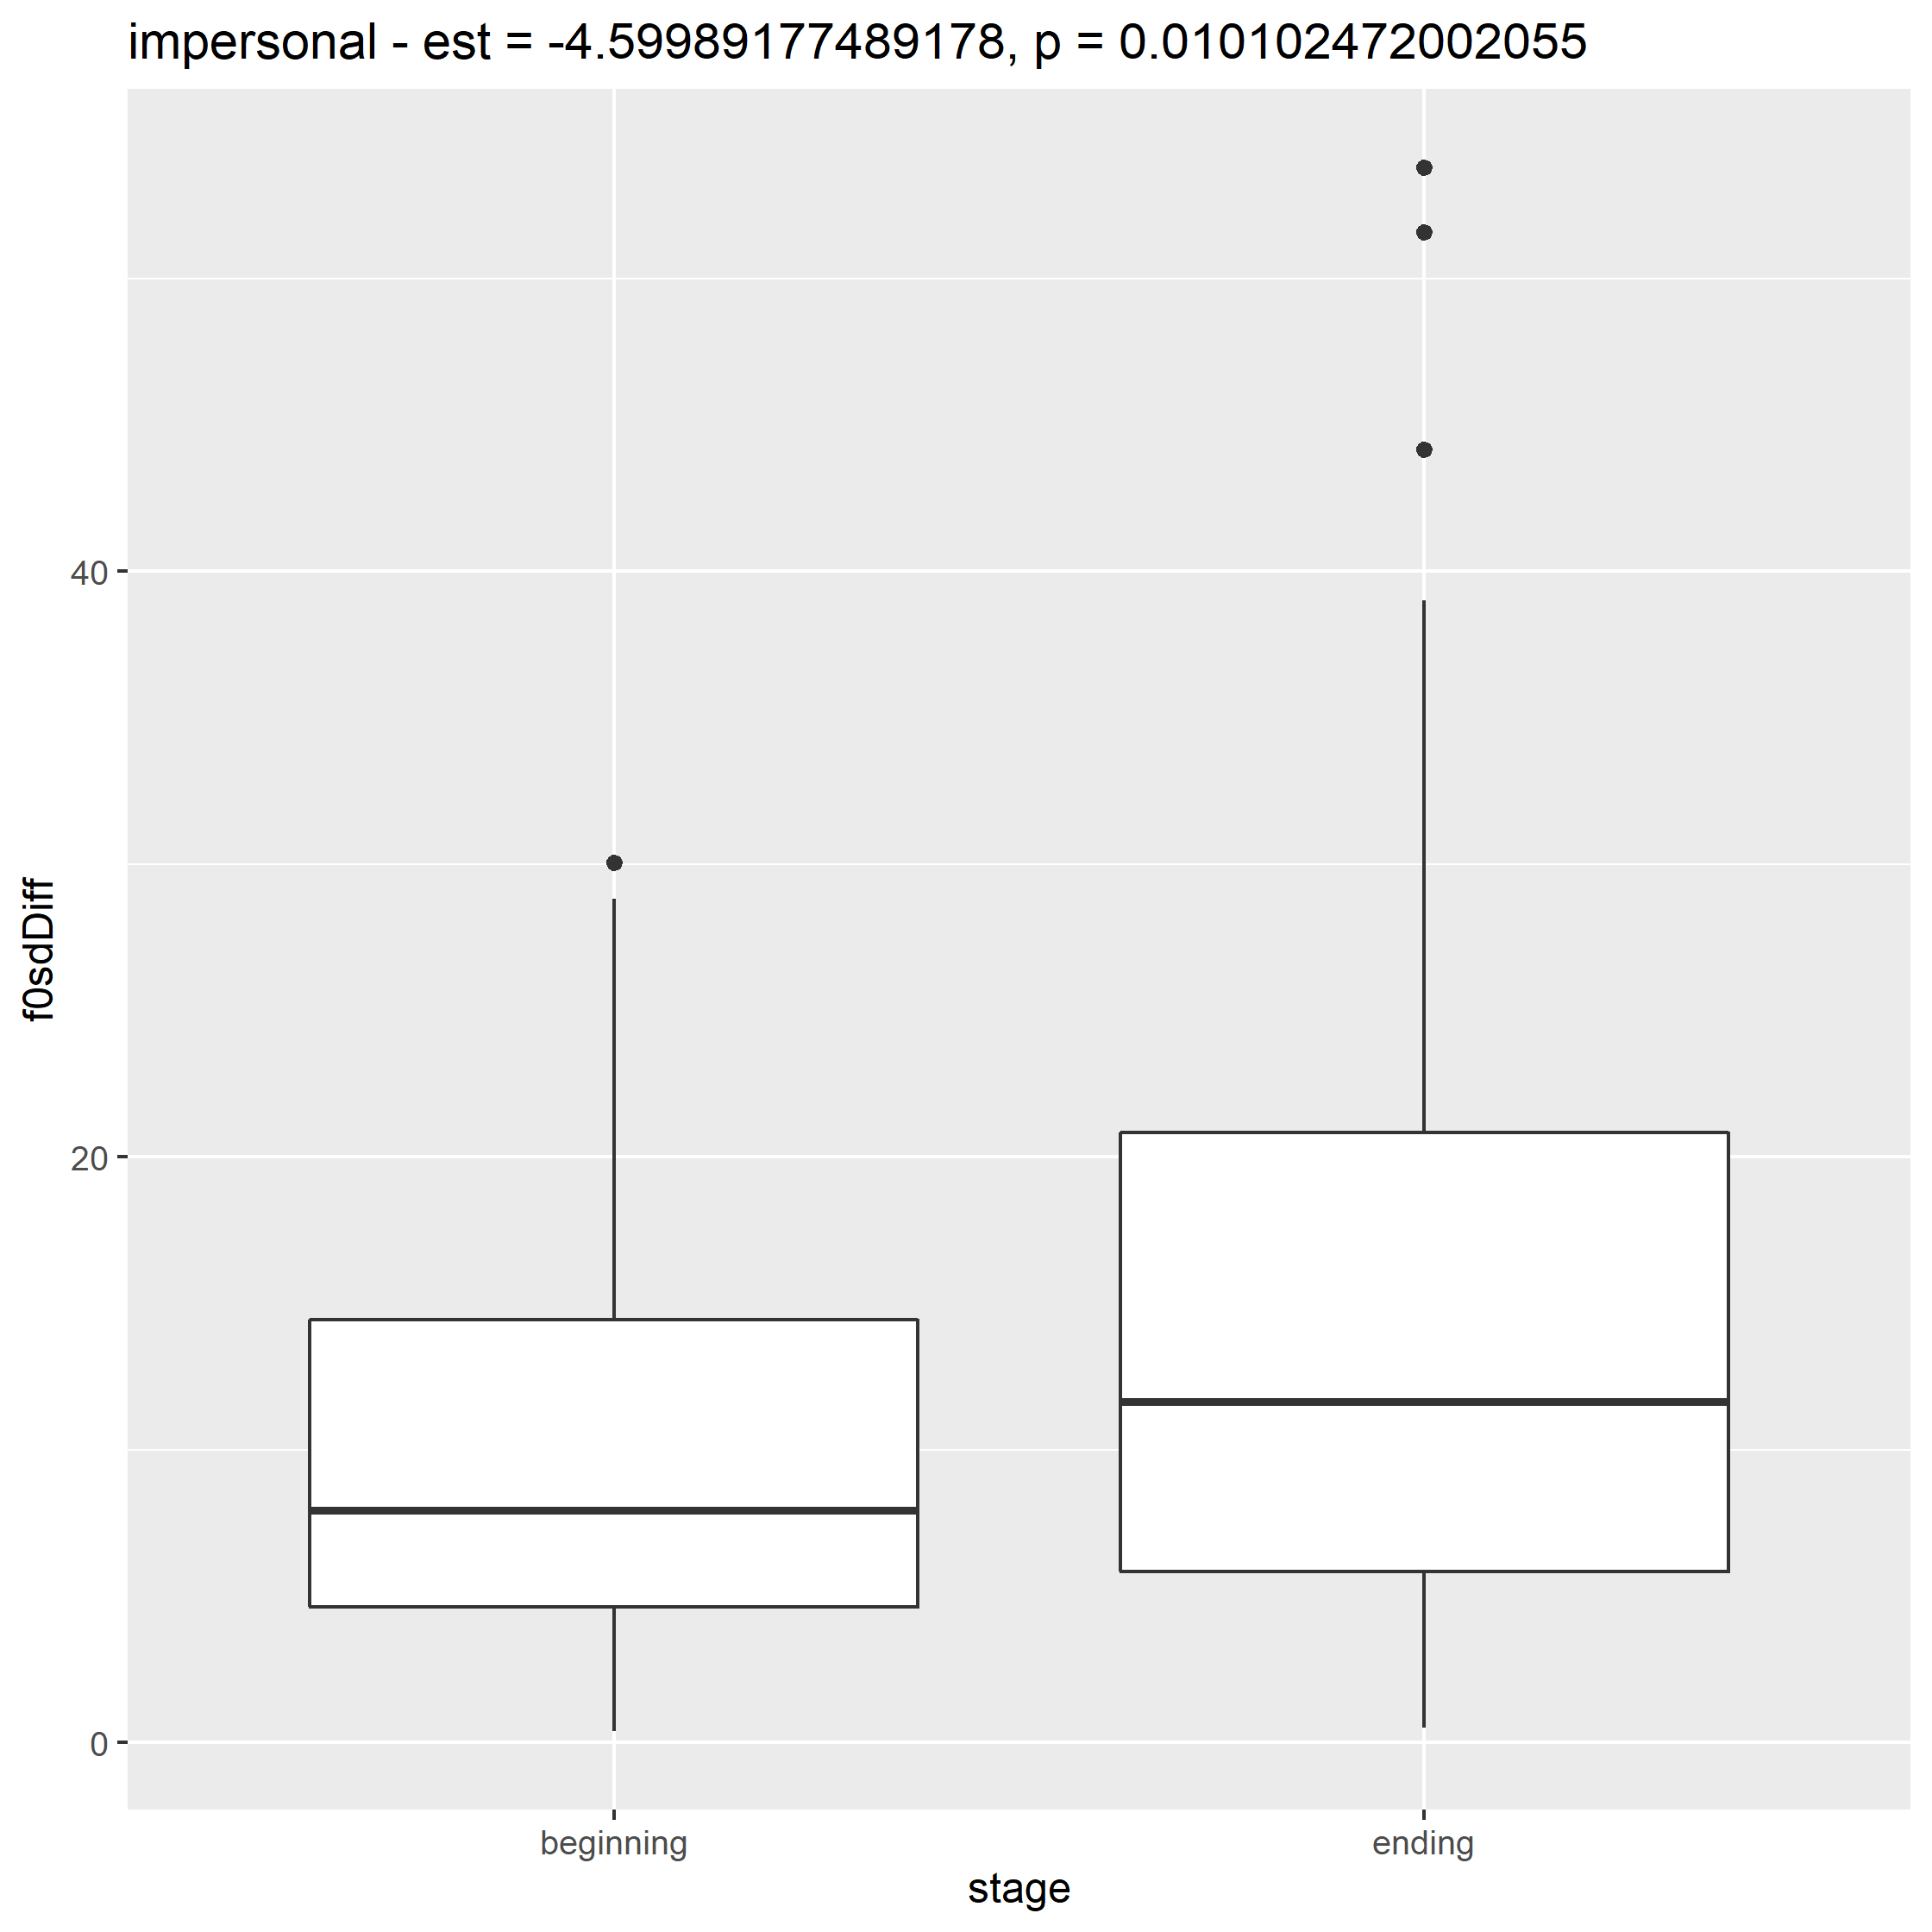 impersonal - est = -4.59989177489178, p = 0.010102472002055
f0sdDiff
40
20
0
beginning
ending
stage